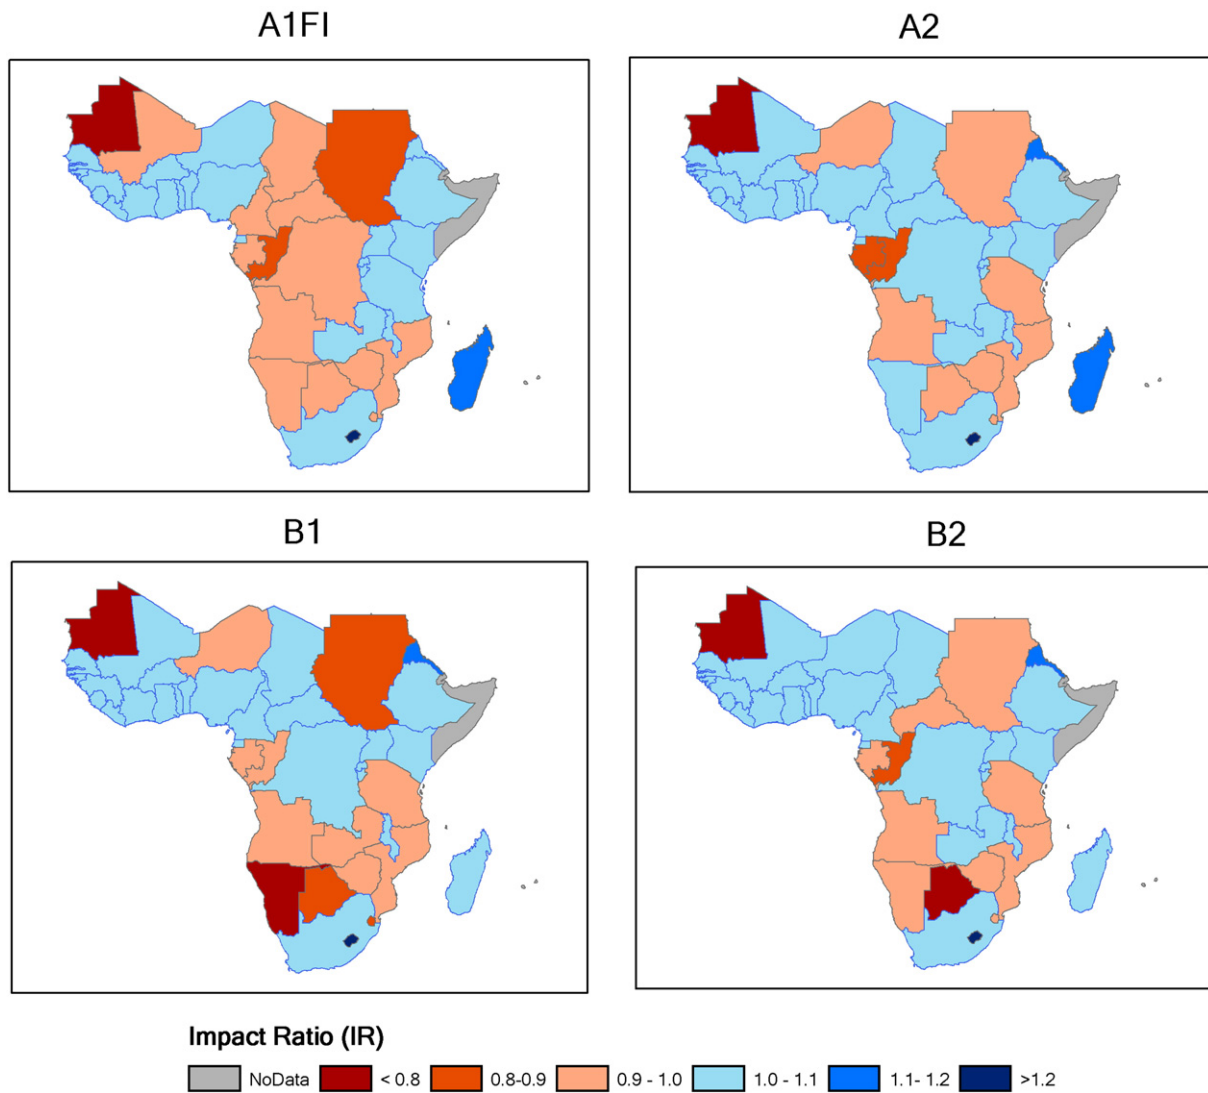 A1FI
A2
B1
B2
Impact Ratio (IR)
NoData < 0.8 0.8-0.9 0.9 - 1.0 1.0 - 1.1 1.1- 1.2 >1.2